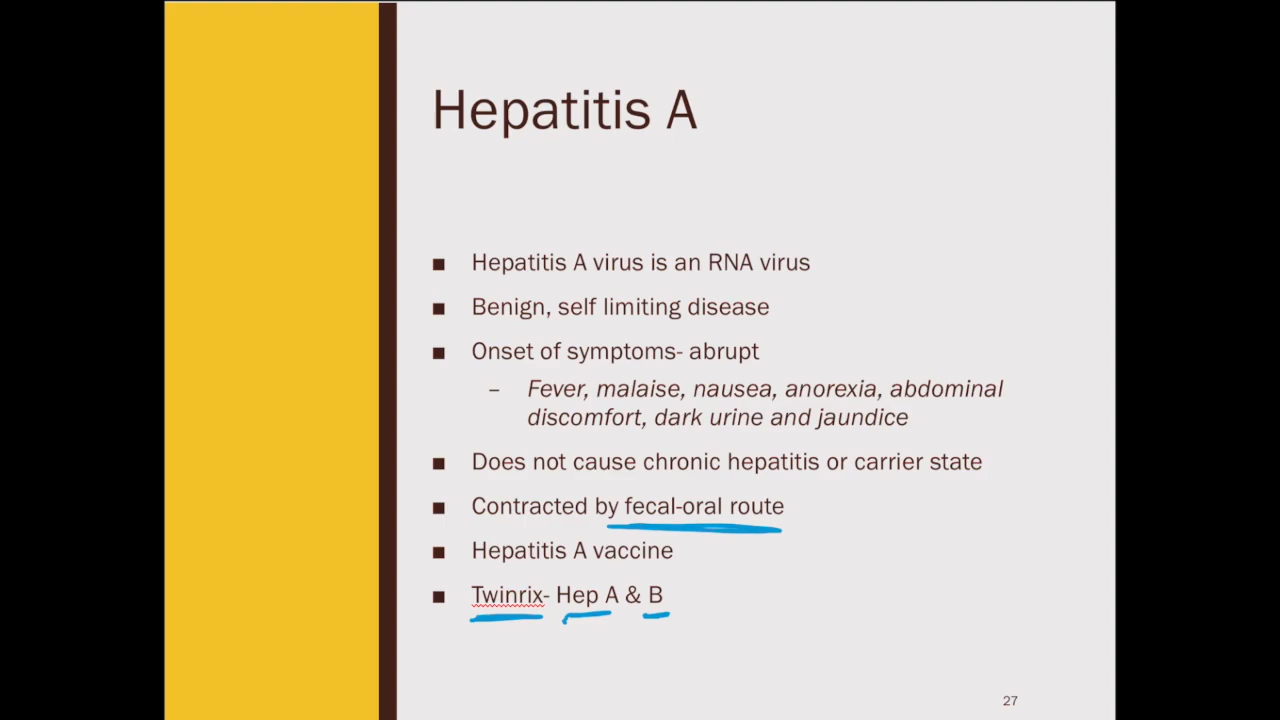 Hepatitis A
■ Hepatitis A virus is an RNA virus
■ Benign, self limiting disease
■ Onset of symptoms- abrupt
– Fever, malaise, nausea, anorexia, abdominal
discomfort, dark urine and jaundice
■ Does not cause chronic hepatitis or carrier state
■ Contracted by fecal-oral route
■ Hepatitis A vaccine
■ Twinrix- Hep A & B
27